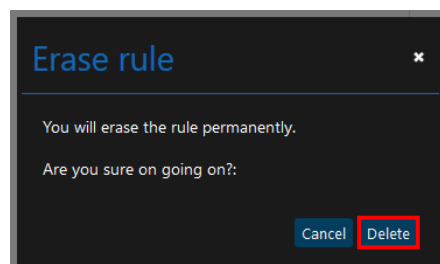 Erase rule
You will erase the rule permanently.
Are you sure on going on?:
Cancel Delete